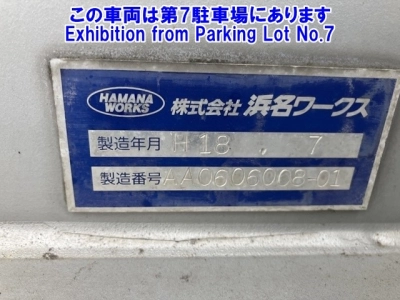 この車両は第7駐車場にあります
Exhibition from Parking Lot No.7
HAMANA
WORKS
株式会社 浜名ワークス
製造年月 H18 . 7
製造番号 AA0606008-01